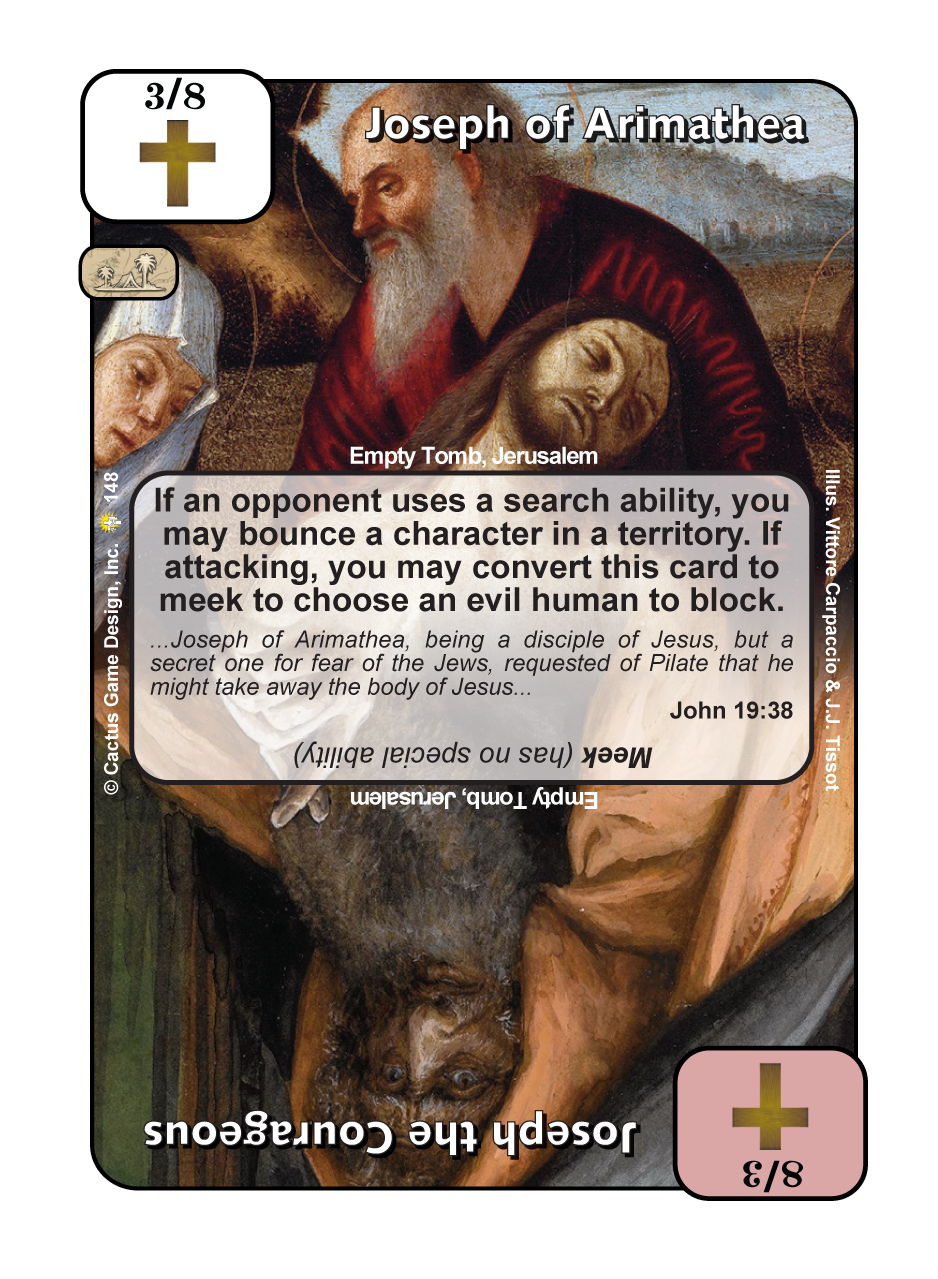 3/8
Joseph of Arimathea
Empty Tomb, Jerusalem
If an opponent uses a search ability, you
may bounce a character in a territory. If
attacking, you may convert this card to
meek to choose an evil human to block.
...Joseph of Arimathea, being a disciple of Jesus, but a
secret one for fear of the Jews, requested of Pilate that he
might take away the body of Jesus...
John 19:38
Meek (has no special ability)
Empty Tomb, Jerusalem
Joseph the Courageous
8/3
© Cactus Game Design, Inc. 148
Illus. Vittore Carpaccio & J.J. Tissot